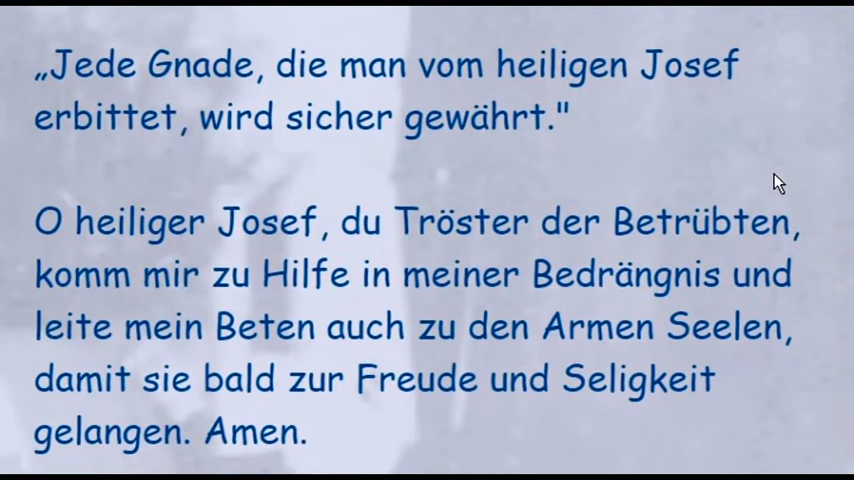 „Jede Gnade, die man vom heiligen Josef
erbittet, wird sicher gewährt."
O heiliger Josef, du Tröster der Betrübten,
komm mir zu Hilfe in meiner Bedrängnis und
leite mein Beten auch zu den Armen Seelen,
damit sie bald zur Freude und Seligkeit
gelangen. Amen.